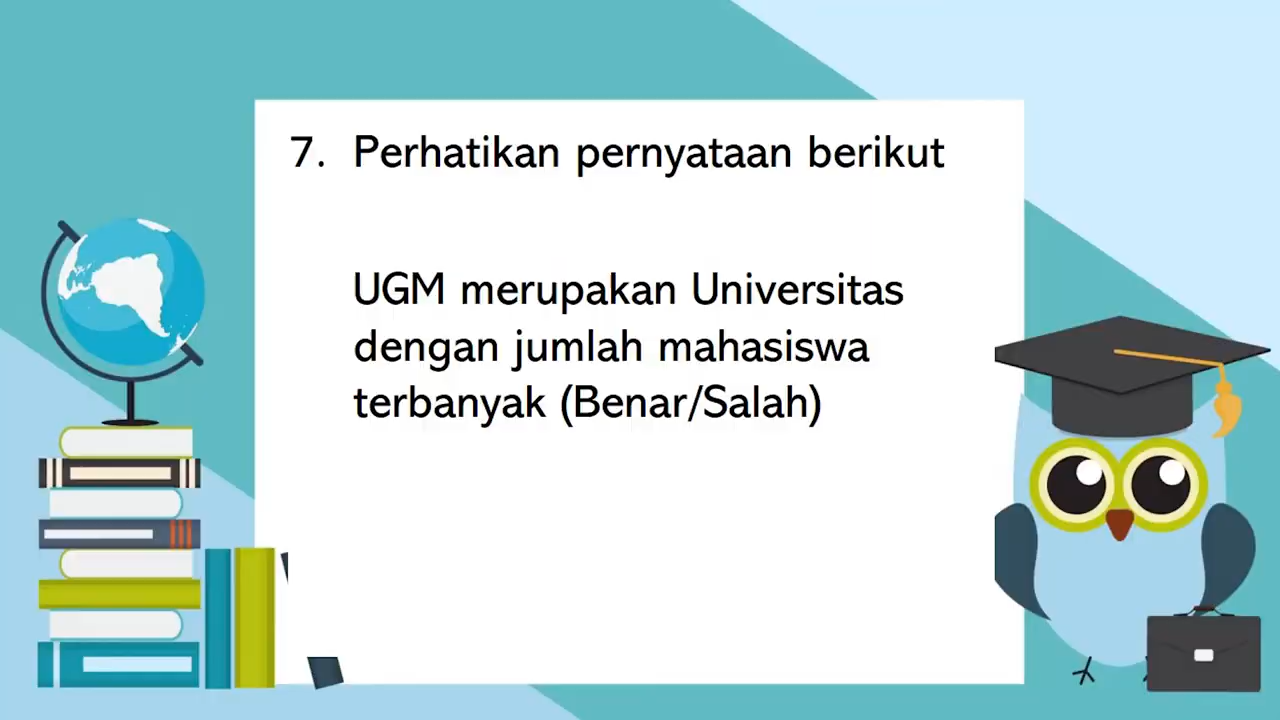 7. Perhatikan pernyataan berikut
UGM merupakan Universitas
dengan jumlah mahasiswa
terbanyak (Benar/Salah)